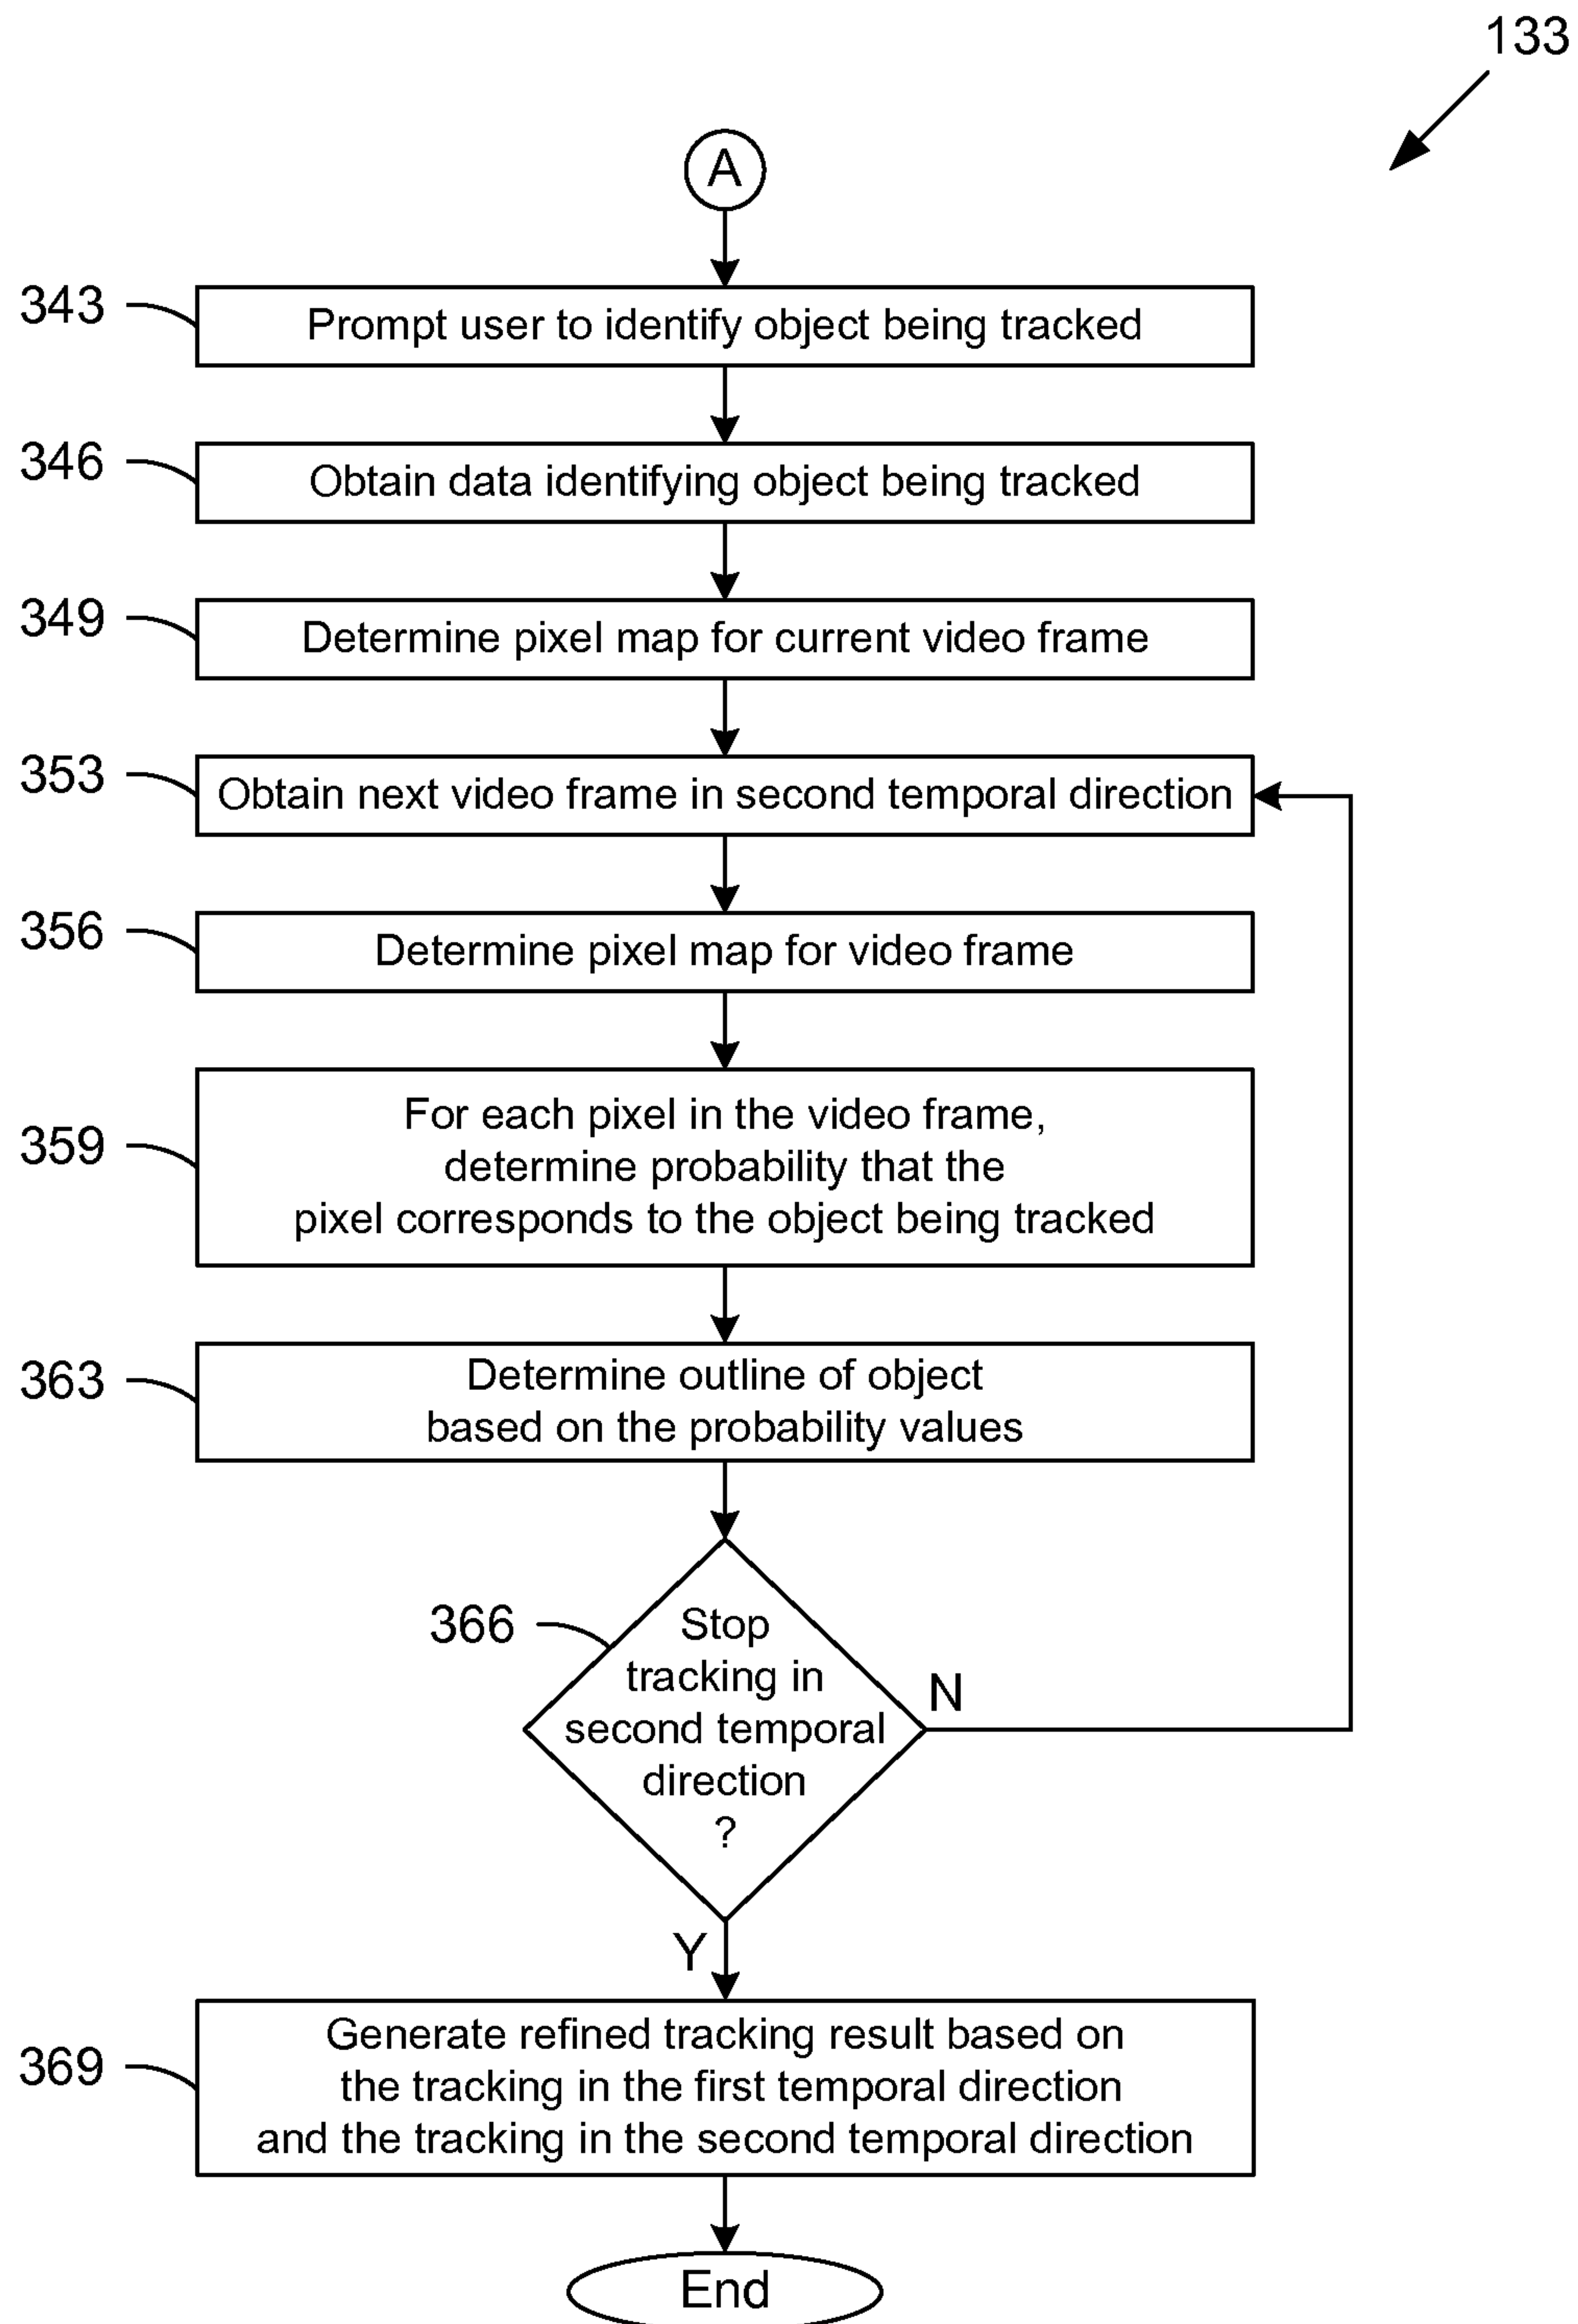 133
A
343
Prompt user to identify object being tracked
346
Obtain data identifying object being tracked
349
Determine pixel map for current video frame
353
Obtain next video frame in second temporal direction
356
Determine pixel map for video frame
359
For each pixel in the video frame,
determine probability that the
pixel corresponds to the object being tracked
363
Determine outline of object
based on the probability values
366
Stop
tracking in
second temporal
direction
?
N
Y
369
Generate refined tracking result based on
the tracking in the first temporal direction
and the tracking in the second temporal direction
End